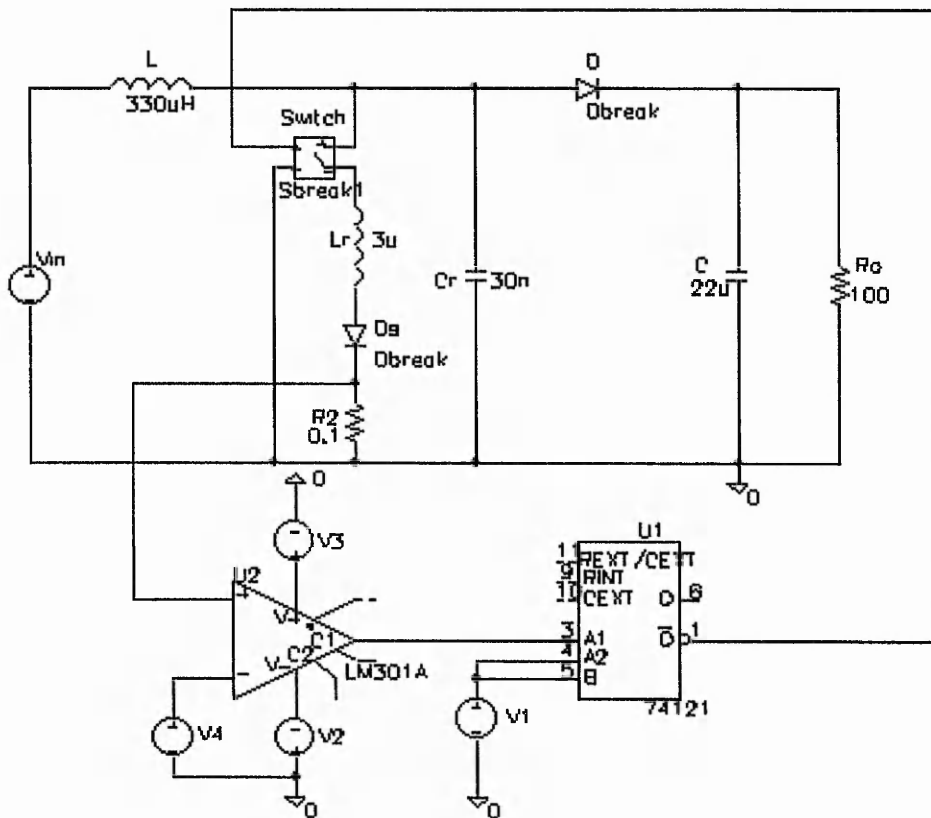 L
330uH
D
Dbreak
Switch
Sbreak1
Vin
Lr
3u
Cr
30n
C
22u
Ro
100
Ds
Dbreak
R2
0.1
0
0
V3
U2
+
V+
C1
C2
V-
-
LM301A
V4
V2
0
V1
0
U1
11
REXT/CEXT
9
RINT
10
CEXT
Q
6
3
A1
Q
1
4
A2
5
B
74121